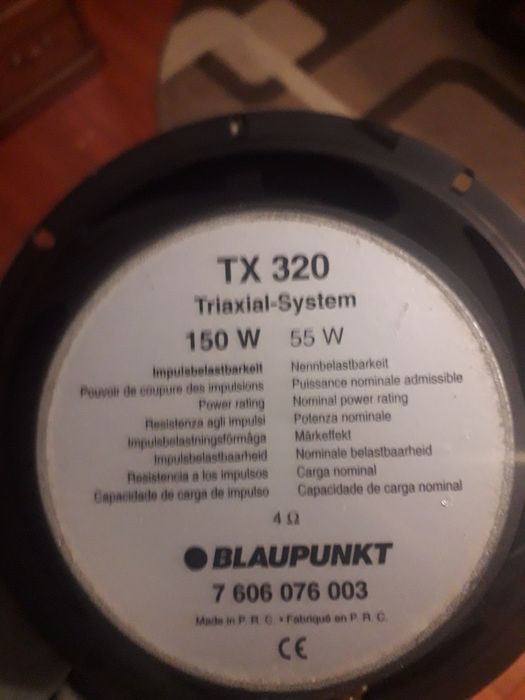 TX 320
Triaxial-System
150 W 55 W
Impulsbelastbarkeit Nennbelastbarkeit
Pouvoir de coupure des impulsions Puissance nominale admissible
Power rating Nominal power rating
Resistenza agli impulsi Potenza nominale
Impulsbelastningsförmåga Märkeffekt
Impulsbelastbaarheid Nominale belastbaarheid
Resistencia a los impulsos Carga nominal
Capacidade de carga de impulso Capacidade de carga nominal
4 Ω
BLAUPUNKT
7 606 076 003
Made in P. R. C. • Fabriqué en P. R. C.
CE